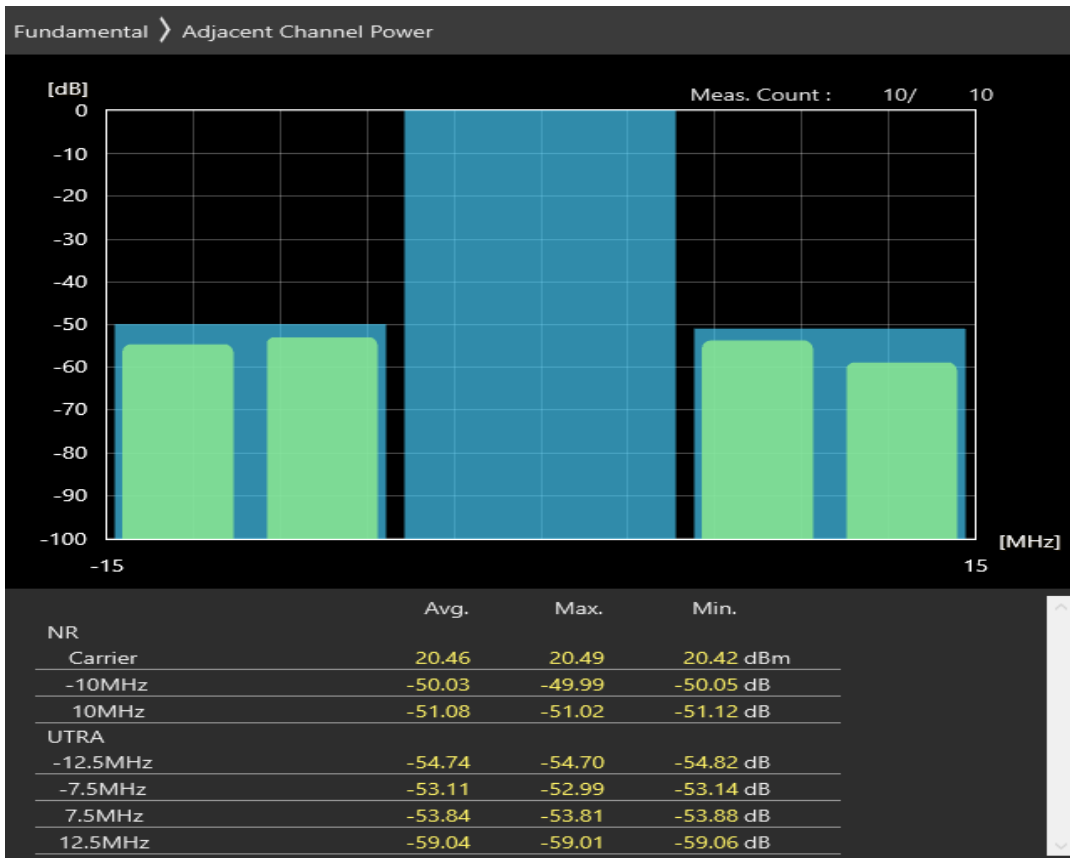 Fundamental 〉 Adjacent Channel Power
[dB]
Meas. Count : 10/ 10
0
-10
-20
-30
-40
-50
-60
-70
-80
-90
-100
[MHz]
-15 15
Avg. Max. Min.
NR
Carrier 20.46 20.49 20.42 dBm
-10MHz -50.03 -49.99 -50.05 dB
10MHz -51.08 -51.02 -51.12 dB
UTRA
-12.5MHz -54.74 -54.70 -54.82 dB
-7.5MHz -53.11 -52.99 -53.14 dB
7.5MHz -53.84 -53.81 -53.88 dB
12.5MHz -59.04 -59.01 -59.06 dB